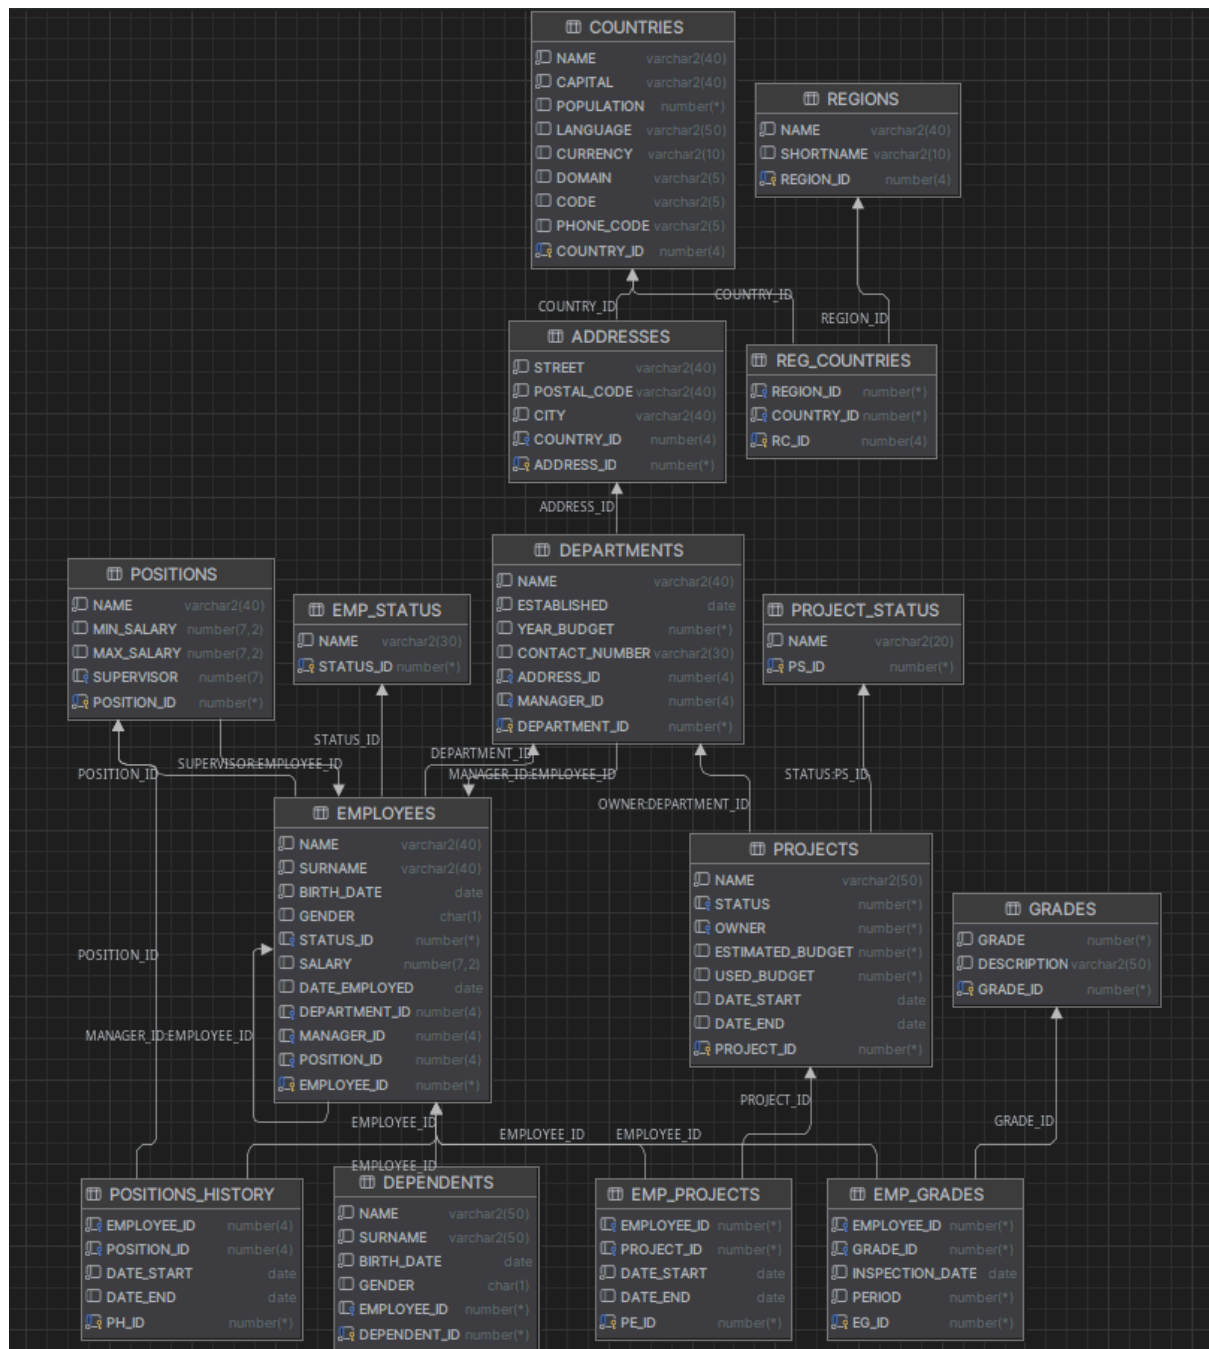 COUNTRIES
NAME varchar2(40)
CAPITAL varchar2(40)
POPULATION number(*)
LANGUAGE varchar2(50)
CURRENCY varchar2(10)
DOMAIN varchar2(5)
CODE varchar2(5)
PHONE_CODE varchar2(5)
COUNTRY_ID number(4)
REGIONS
NAME varchar2(40)
SHORTNAME varchar2(10)
REGION_ID number(4)
COUNTRY_ID
COUNTRY_ID
REGION_ID
ADDRESSES
STREET varchar2(40)
POSTAL_CODE varchar2(40)
CITY varchar2(40)
COUNTRY_ID number(4)
ADDRESS_ID number(*)
REG_COUNTRIES
REGION_ID number(*)
COUNTRY_ID number(*)
RC_ID number(4)
ADDRESS_ID
DEPARTMENTS
NAME varchar2(40)
ESTABLISHED date
YEAR_BUDGET number(*)
CONTACT_NUMBER varchar2(30)
ADDRESS_ID number(4)
MANAGER_ID number(4)
DEPARTMENT_ID number(*)
POSITIONS
NAME varchar2(40)
MIN_SALARY number(7,2)
MAX_SALARY number(7,2)
SUPERVISOR number(7)
POSITION_ID number(*)
EMP_STATUS
NAME varchar2(30)
STATUS_ID number(*)
PROJECT_STATUS
NAME varchar2(20)
PS_ID number(*)
STATUS_ID
DEPARTMENT_ID
SUPERVISOR:EMPLOYEE_ID
POSITION_ID
MANAGER_ID:EMPLOYEE_ID
STATUS:PS_ID
OWNER:DEPARTMENT_ID
EMPLOYEES
NAME varchar2(40)
SURNAME varchar2(40)
BIRTH_DATE date
GENDER char(1)
STATUS_ID number(*)
SALARY number(7,2)
DATE_EMPLOYED date
DEPARTMENT_ID number(4)
MANAGER_ID number(4)
POSITION_ID number(4)
EMPLOYEE_ID number(*)
PROJECTS
NAME varchar2(50)
STATUS number(*)
OWNER number(*)
ESTIMATED_BUDGET number(*)
USED_BUDGET number(*)
DATE_START date
DATE_END date
PROJECT_ID number(*)
GRADES
GRADE number(*)
DESCRIPTION varchar2(50)
GRADE_ID number(*)
POSITION_ID
MANAGER_ID:EMPLOYEE_ID
PROJECT_ID
EMPLOYEE_ID
EMPLOYEE_ID
EMPLOYEE_ID
GRADE_ID
EMPLOYEE_ID
POSITIONS_HISTORY
EMPLOYEE_ID number(4)
POSITION_ID number(4)
DATE_START date
DATE_END date
PH_ID number(*)
DEPENDENTS
NAME varchar2(50)
SURNAME varchar2(50)
BIRTH_DATE date
GENDER char(1)
EMPLOYEE_ID number(*)
DEPENDENT_ID number(*)
EMP_PROJECTS
EMPLOYEE_ID number(*)
PROJECT_ID number(*)
DATE_START date
DATE_END date
PE_ID number(*)
EMP_GRADES
EMPLOYEE_ID number(*)
GRADE_ID number(*)
INSPECTION_DATE date
PERIOD number(*)
EG_ID number(*)